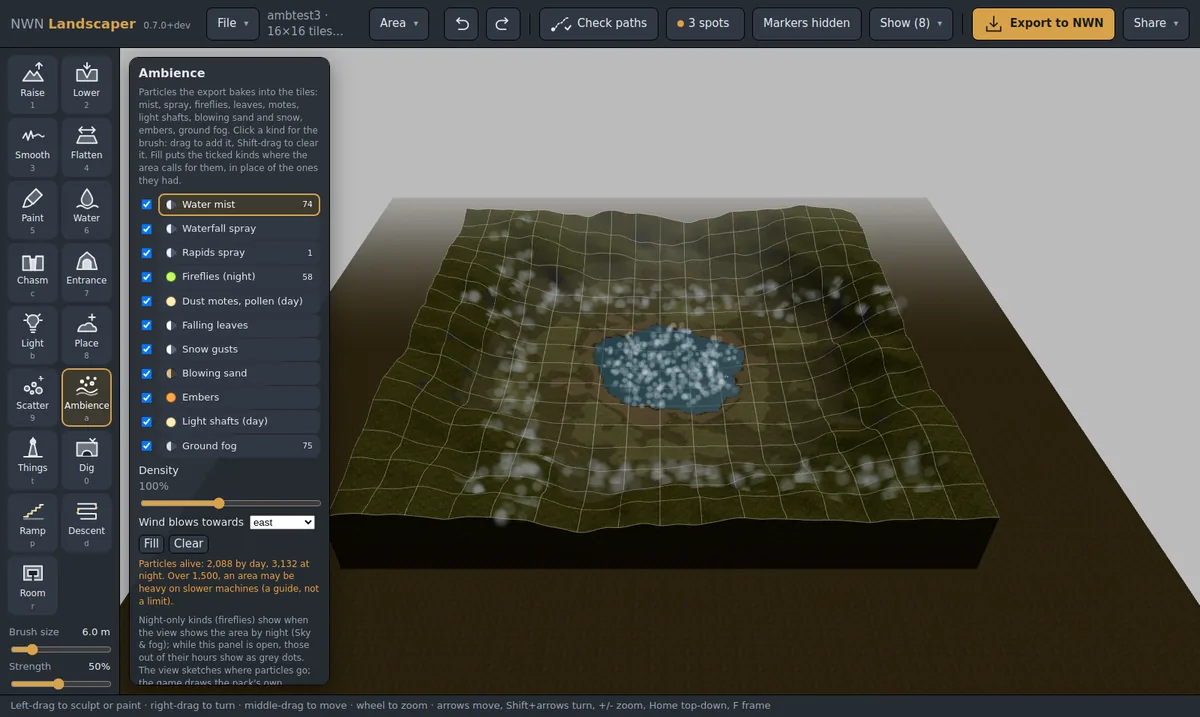 NWN Landscaper 0.7.0+dev
File ▾
ambtest3 ·
16×16 tiles...
Area ▾
Check paths
3 spots
Markers hidden
Show (8) ▾
Export to NWN
Share ▾
Raise
1
Lower
2
Smooth
3
Flatten
4
Paint
5
Water
6
Chasm
c
Entrance
7
Light
b
Place
8
Scatter
9
Ambience
a
Things
t
Dig
0
Ramp
p
Descent
d
Room
r
Brush size 6.0 m
Strength 50%
Ambience
Particles the export bakes into the tiles:
mist, spray, fireflies, leaves, motes,
light shafts, blowing sand and snow,
embers, ground fog. Click a kind for the
brush: drag to add it, Shift-drag to clear
it. Fill puts the ticked kinds where the
area calls for them, in place of the ones
they had.
Water mist 74
Waterfall spray
Rapids spray 1
Fireflies (night) 58
Dust motes, pollen (day)
Falling leaves
Snow gusts
Blowing sand
Embers
Light shafts (day)
Ground fog 75
Density
100%
Wind blows towards east
Fill Clear
Particles alive: 2,088 by day, 3,132 at
night. Over 1,500, an area may be
heavy on slower machines (a guide, not
a limit).
Night-only kinds (fireflies) show when
the view shows the area by night (Sky
& fog); while this panel is open, those
out of their hours show as grey dots.
The view sketches where particles go;
the game draws the pack's own
Left-drag to sculpt or paint · right-drag to turn · middle-drag to move · wheel to zoom · arrows move, Shift+arrows turn, +/- zoom, Home top-down, F frame